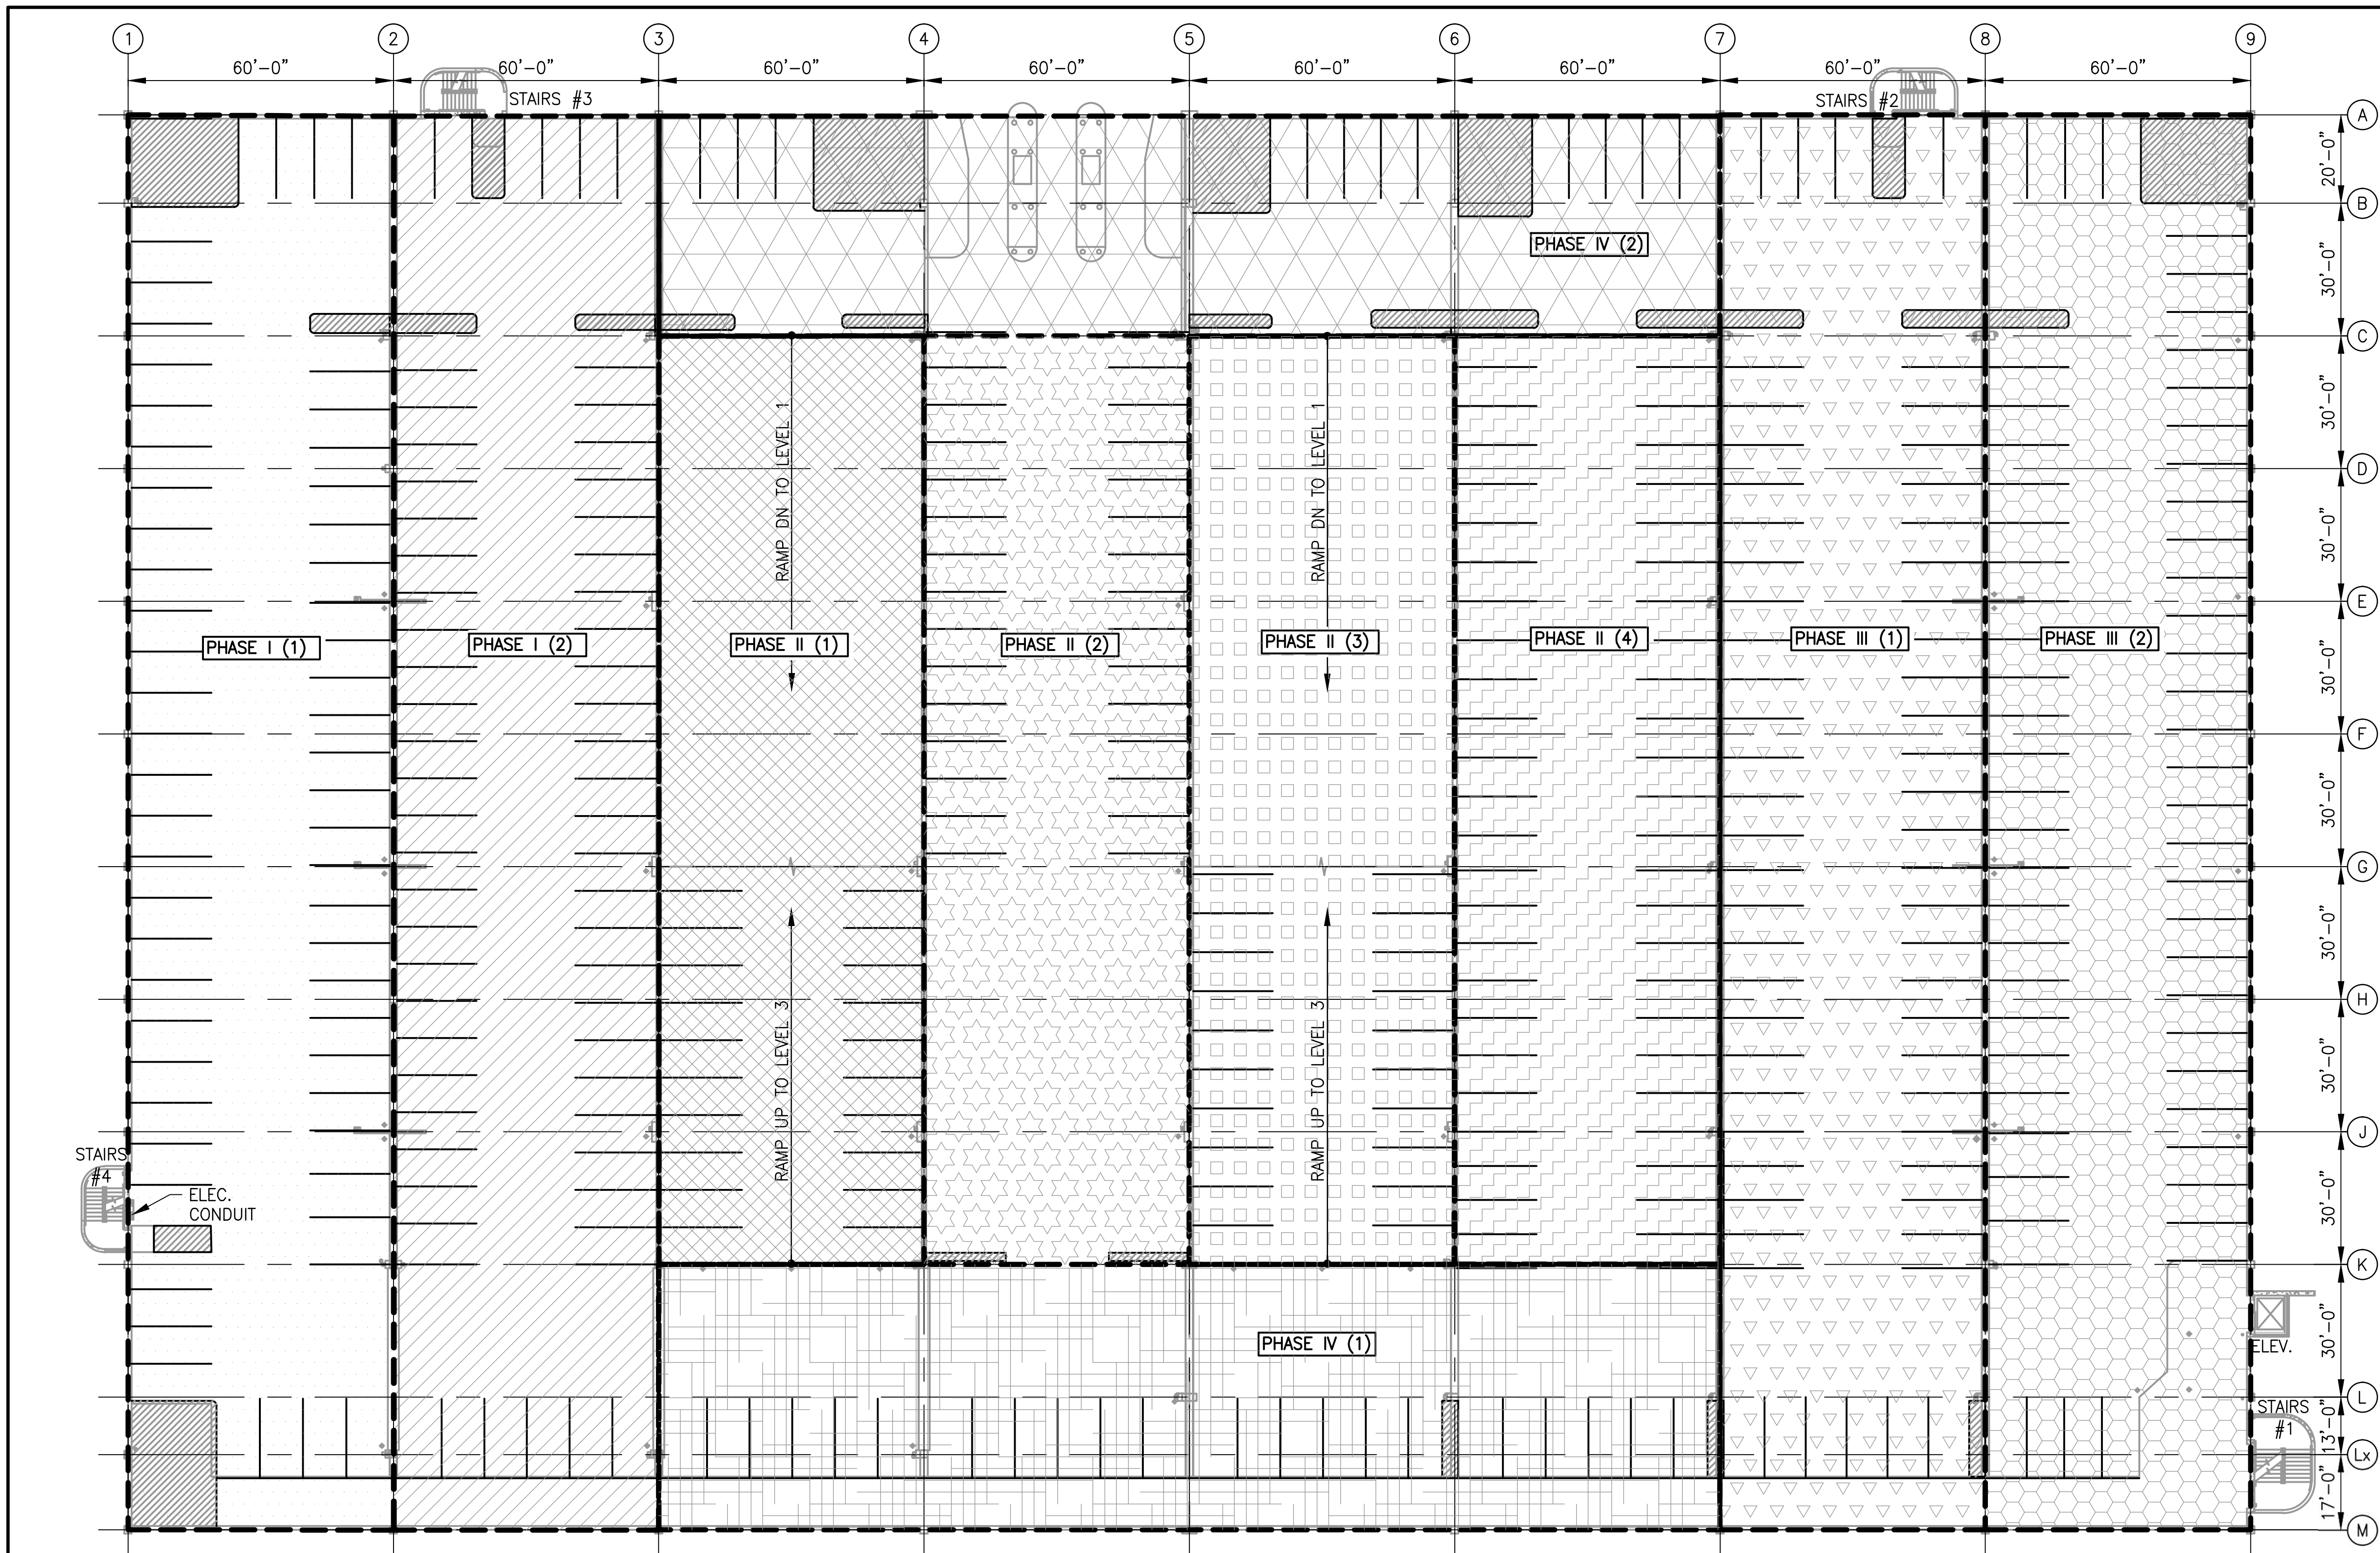 1 2 3 4 5 6 7 8 9
60'-0" 60'-0" 60'-0" 60'-0" 60'-0" 60'-0" 60'-0" 60'-0"
STAIRS #3
STAIRS #2
A
20'-0"
B
PHASE IV (2)
30'-0"
C
30'-0"
RAMP DN TO LEVEL 1
RAMP DN TO LEVEL 1
D
30'-0"
E
PHASE I (1)
PHASE I (2)
PHASE II (1)
PHASE II (2)
PHASE II (3)
PHASE II (4)
PHASE III (1)
PHASE III (2)
30'-0"
F
30'-0"
G
30'-0"
H
RAMP UP TO LEVEL 3
RAMP UP TO LEVEL 3
30'-0"
J
STAIRS
#4
ELEC.
CONDUIT
30'-0"
K
PHASE IV (1)
ELEV.
30'-0"
L
STAIRS
#1
13'-0"
Lx
17'-0"
M